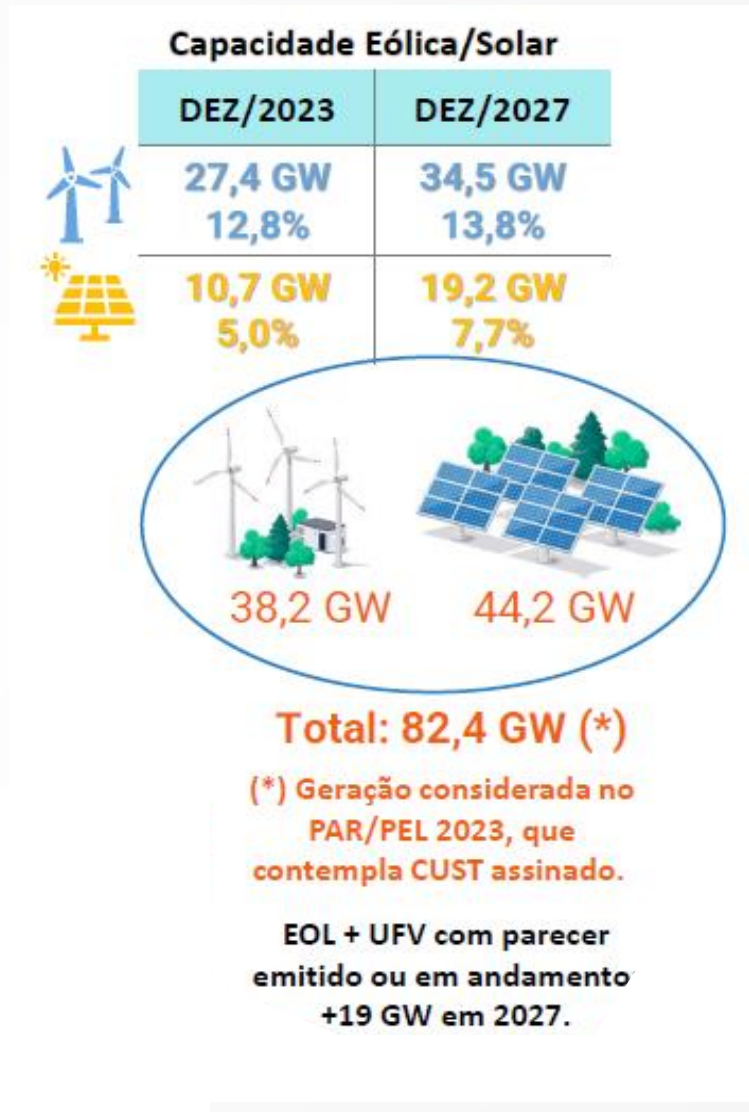 Capacidade Eólica/Solar
DEZ/2023 DEZ/2027
27,4 GW 34,5 GW
12,8% 13,8%
10,7 GW 19,2 GW
5,0% 7,7%
38,2 GW 44,2 GW
Total: 82,4 GW (*)
(*) Geração considerada no
PAR/PEL 2023, que
contempla CUST assinado.
EOL + UFV com parecer
emitido ou em andamento
+19 GW em 2027.